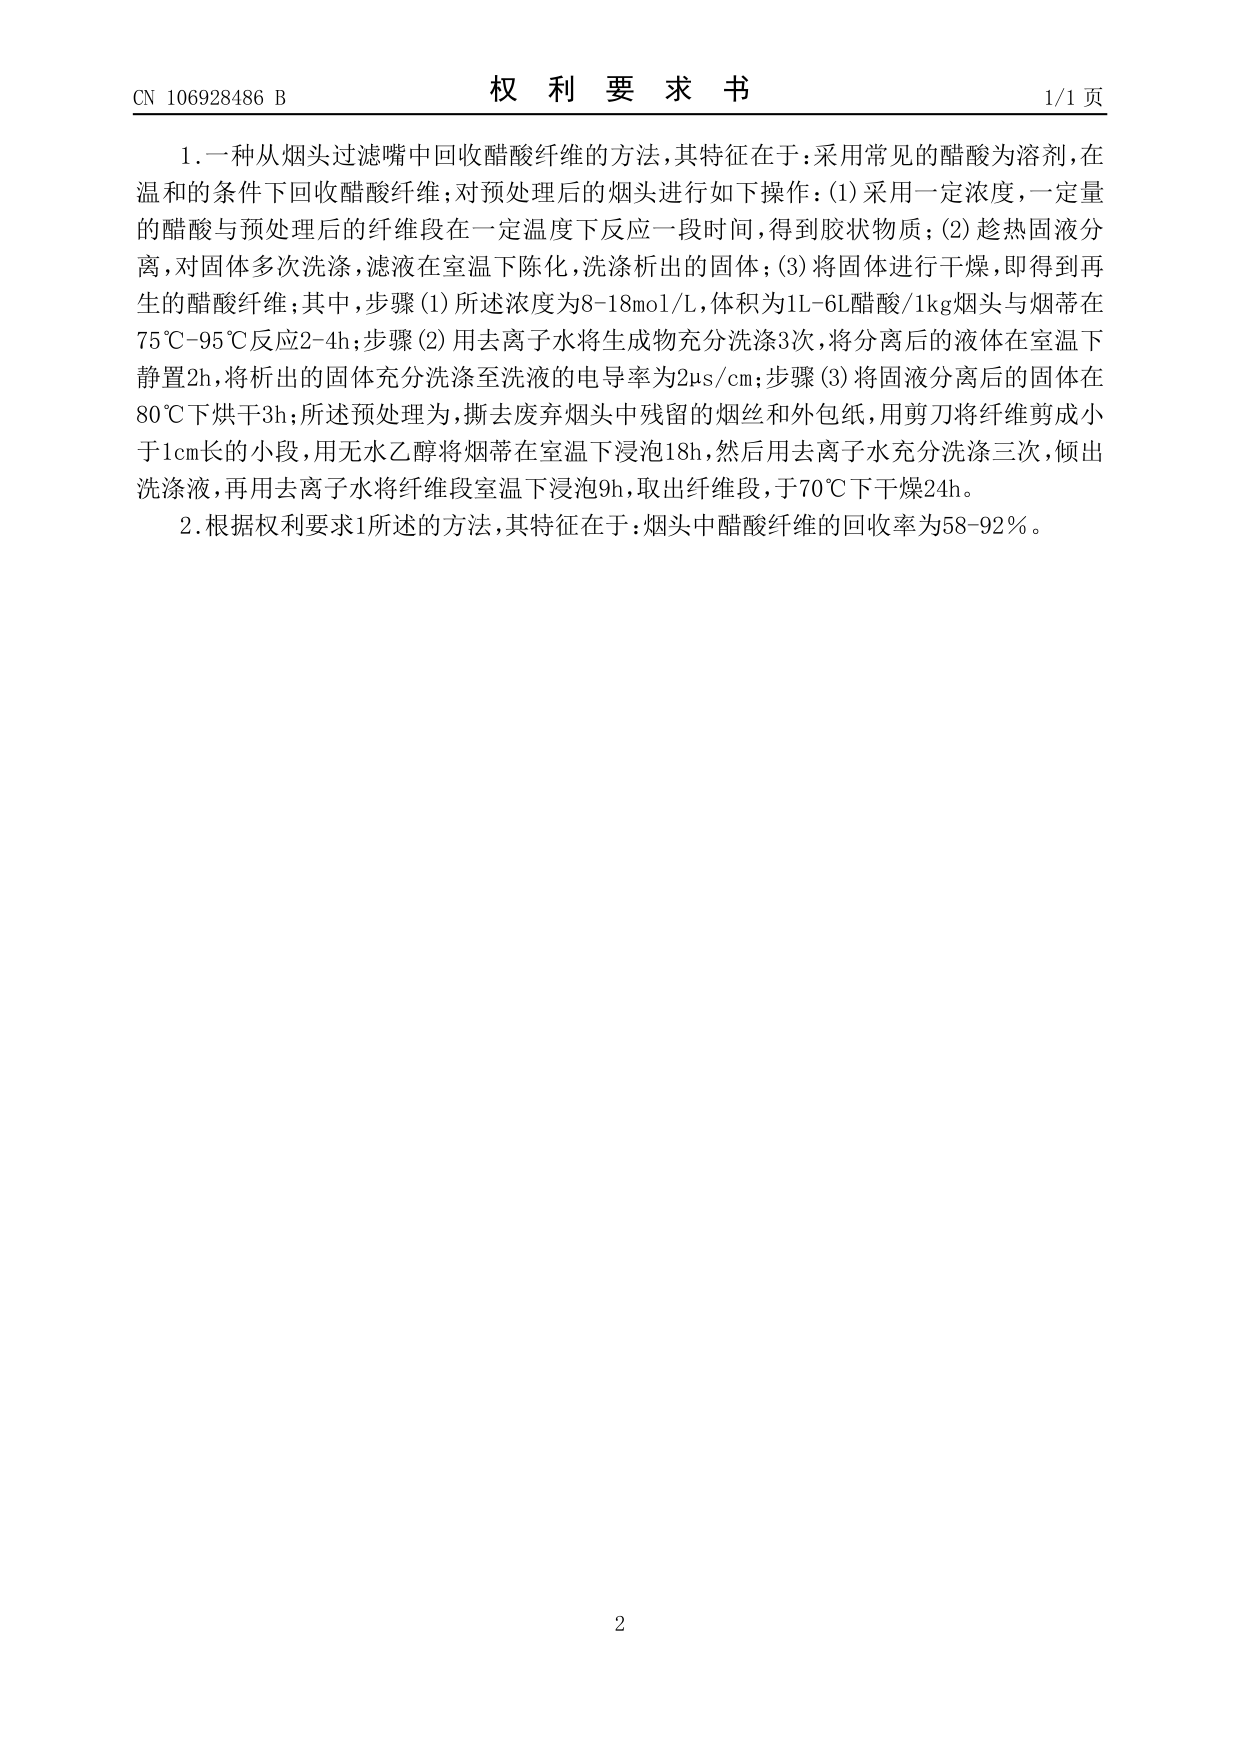 CN 106928486 B
权 利 要 求 书
1/1 页
1.一种从烟头过滤嘴中回收醋酸纤维的方法,其特征在于:采用常见的醋酸为溶剂,在
温和的条件下回收醋酸纤维;对预处理后的烟头进行如下操作:(1)采用一定浓度,一定量
的醋酸与预处理后的纤维段在一定温度下反应一段时间,得到胶状物质;(2)趁热固液分
离,对固体多次洗涤,滤液在室温下陈化,洗涤析出的固体;(3)将固体进行干燥,即得到再
生的醋酸纤维;其中,步骤(1)所述浓度为8-18mol/L,体积为1L-6L醋酸/1kg烟头与烟蒂在
75℃-95℃反应2-4h;步骤(2)用去离子水将生成物充分洗涤3次,将分离后的液体在室温下
静置2h,将析出的固体充分洗涤至洗液的电导率为2μs/cm;步骤(3)将固液分离后的固体在
80℃下烘干3h;所述预处理为,撕去废弃烟头中残留的烟丝和外包纸,用剪刀将纤维剪成小
于1cm长的小段,用无水乙醇将烟蒂在室温下浸泡18h,然后用去离子水充分洗涤三次,倾出
洗涤液,再用去离子水将纤维段室温下浸泡9h,取出纤维段,于70℃下干燥24h。
2.根据权利要求1所述的方法,其特征在于:烟头中醋酸纤维的回收率为58-92％。
2